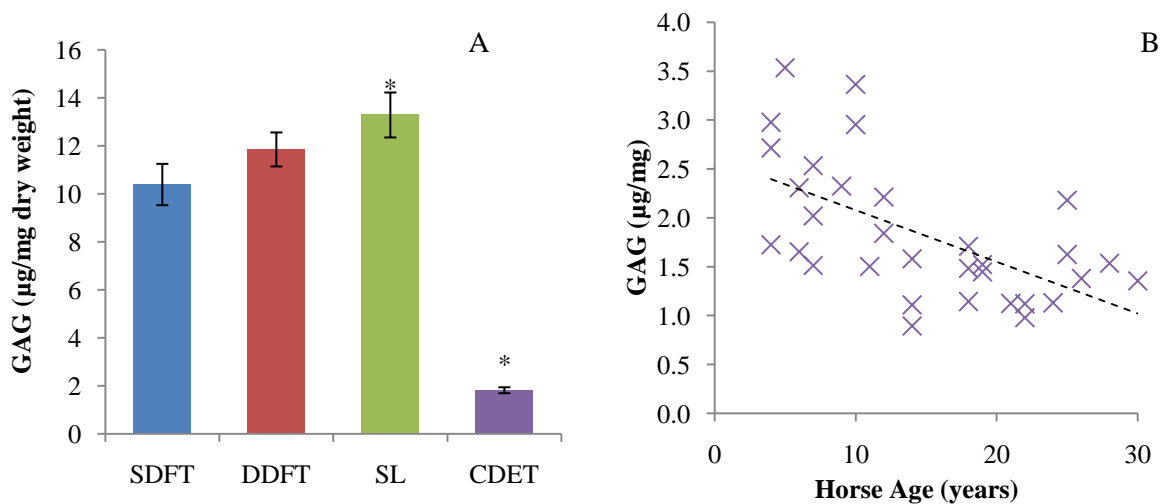 A
GAG (µg/mg dry weight)
16
14
12
10
8
6
4
2
0
*
*
SDFT DDFT SL CDET
B
GAG (µg/mg)
4.0
3.5
3.0
2.5
2.0
1.5
1.0
0.5
0.0
0 10 20 30
Horse Age (years)